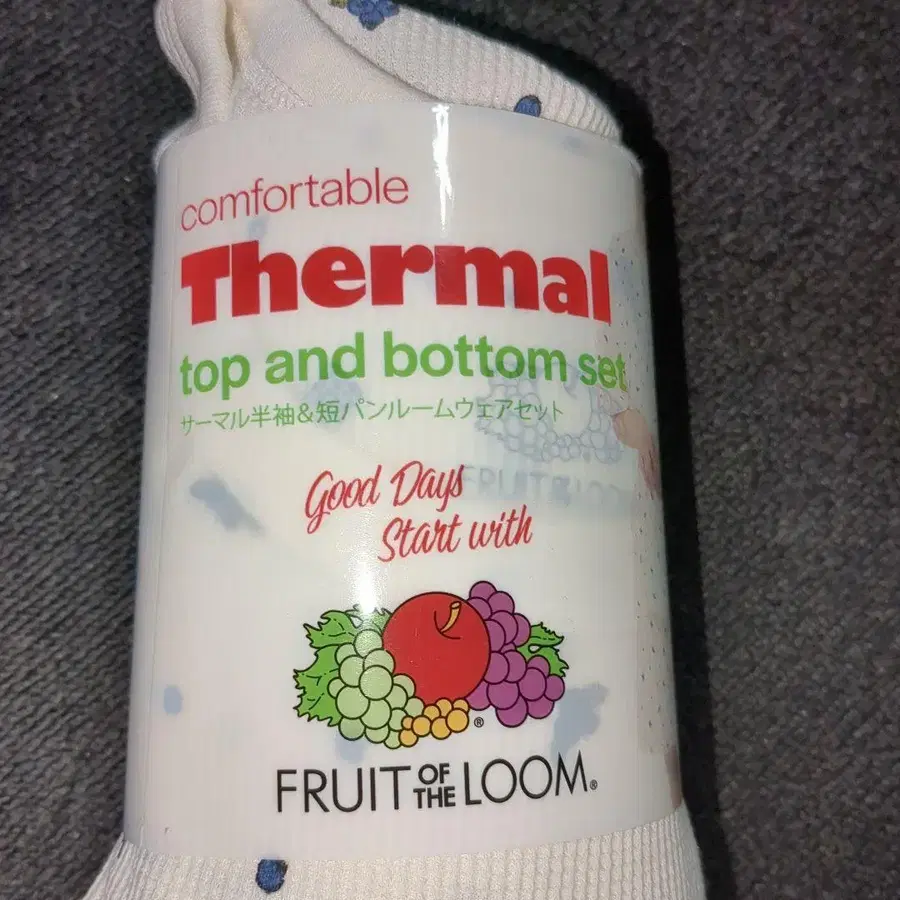 comfortable
Thermal
top and bottom set
サーマル半袖&短パンルームウェアセット
Good Days
Start with
®
FRUIT OF THE LOOM®